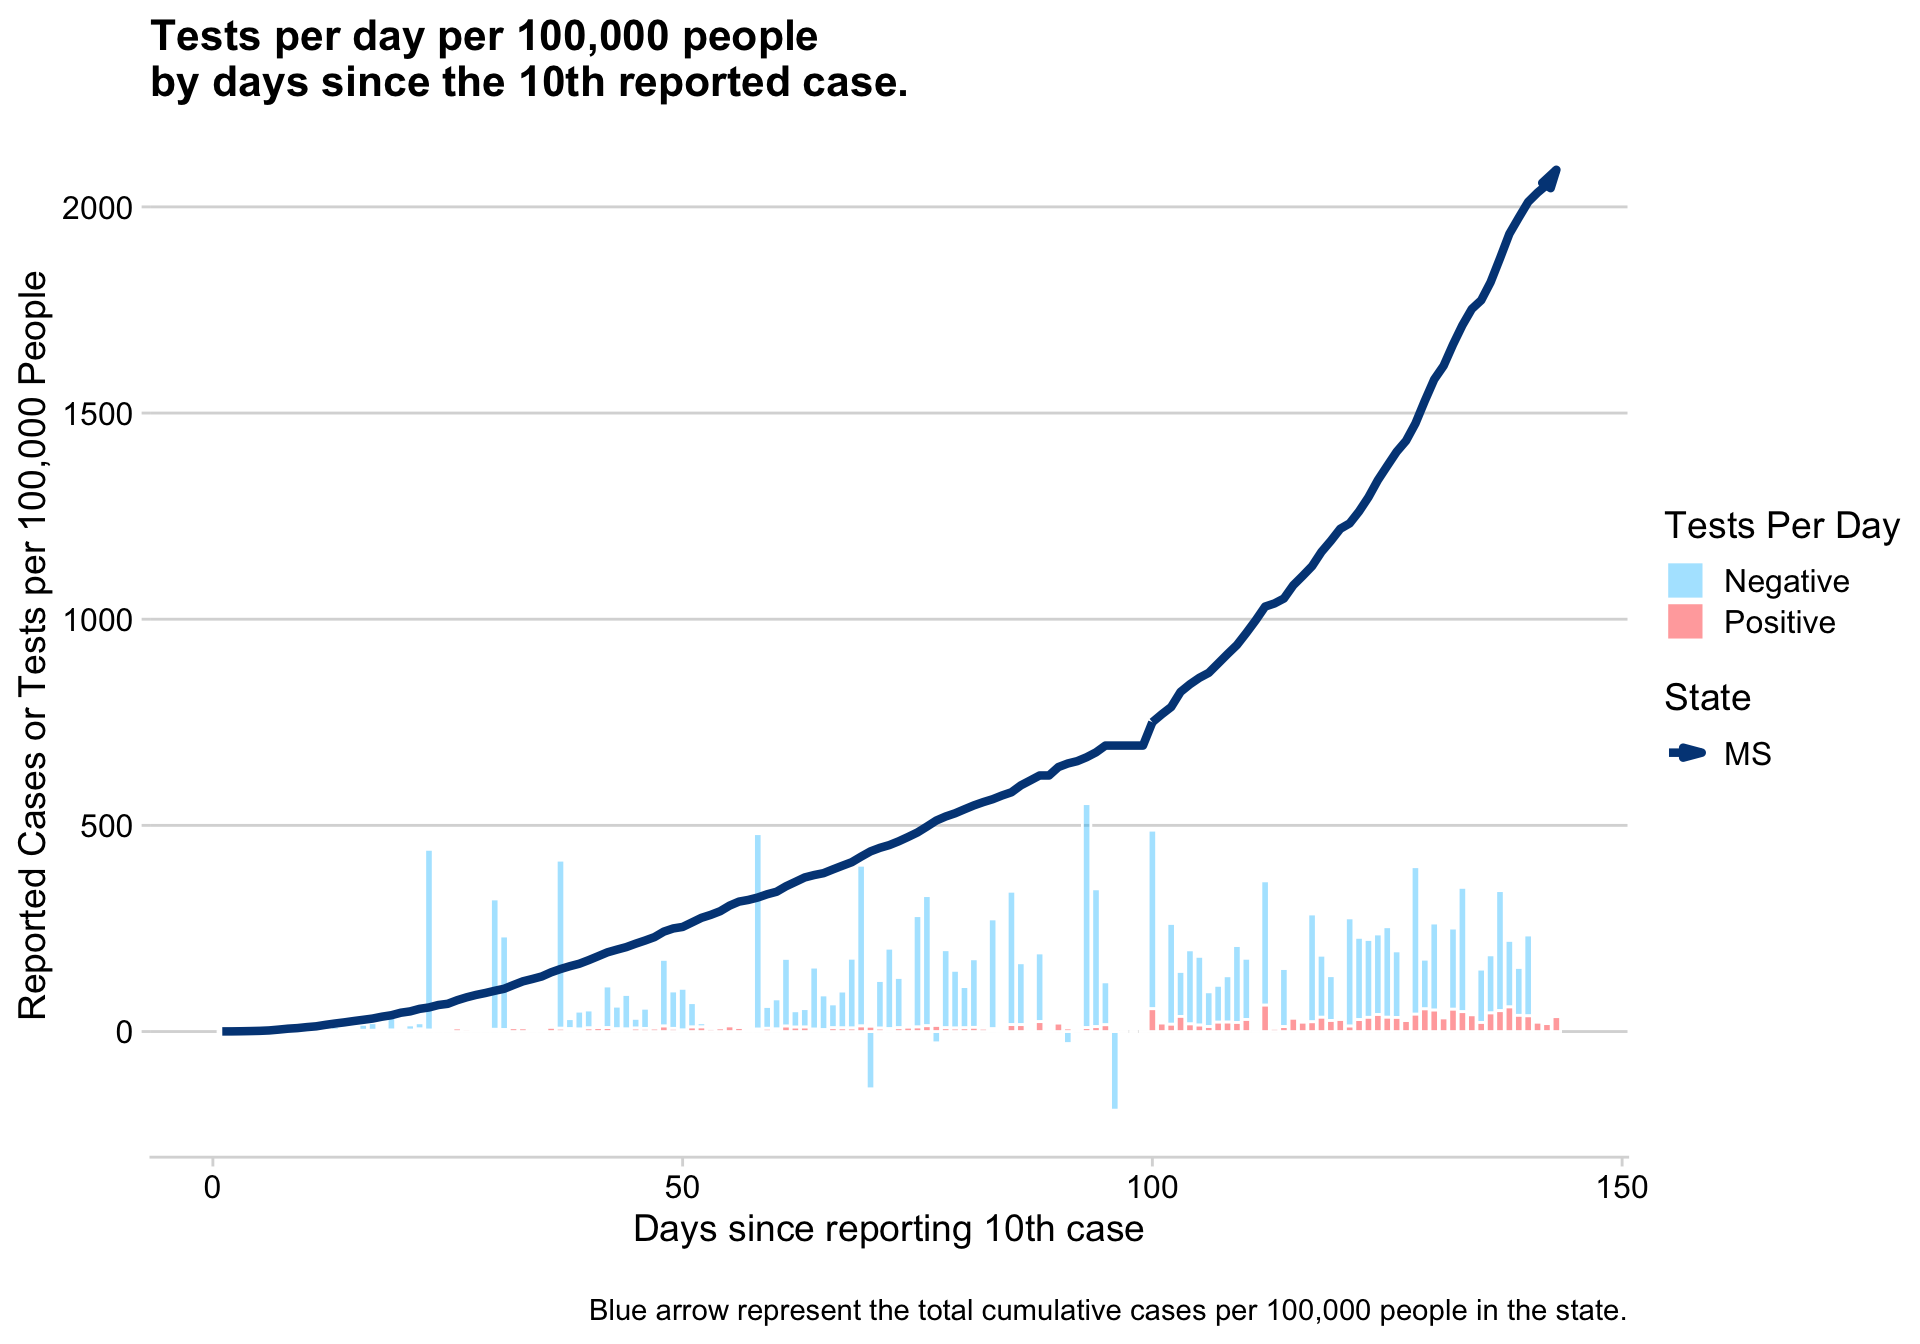 Tests per day per 100,000 people
by days since the 10th reported case.
Reported Cases or Tests per 100,000 People
2000
1500
1000
500
0
0
50
100
150
Days since reporting 10th case
Tests Per Day
Negative
Positive
State
MS
Blue arrow represent the total cumulative cases per 100,000 people in the state.